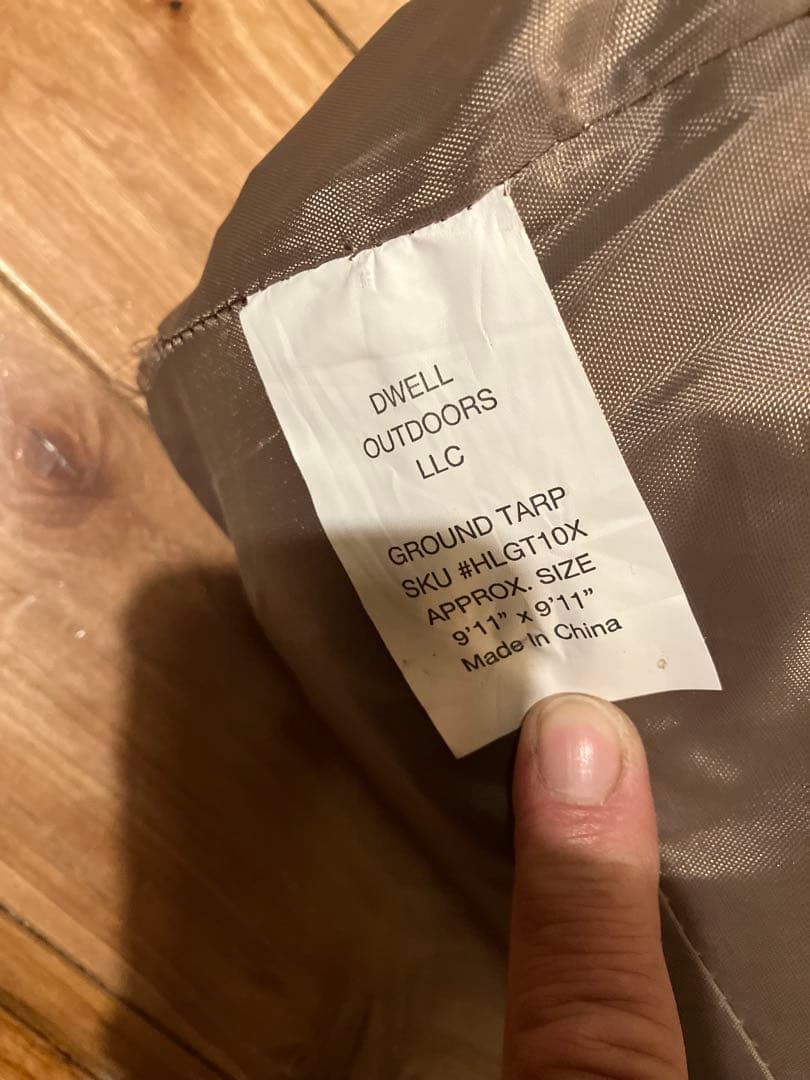 DWELL
OUTDOORS
LLC
GROUND TARP
SKU #HLGT10X
APPROX. SIZE
9'11" x 9'11"
Made In China